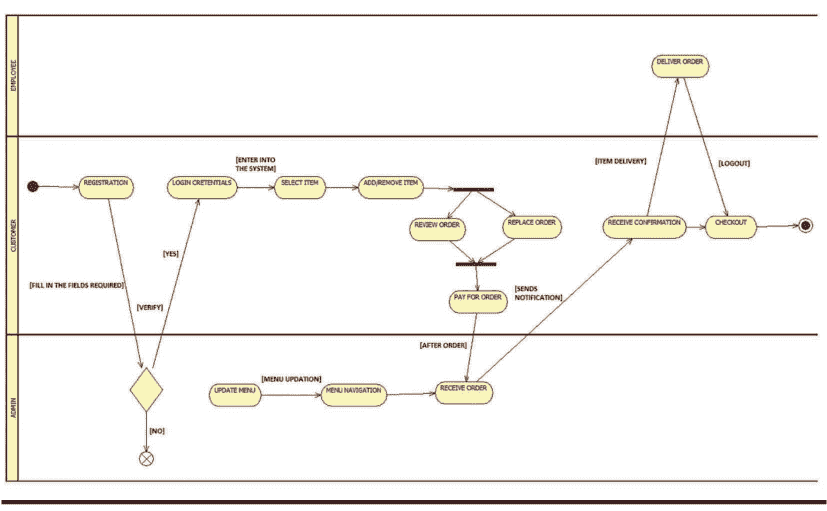 EMPLOYEE
DELIVER ORDER
CUSTOMER
[ENTER INTO
THE SYSTEM]
[ITEM DELIVERY]
[LOGOUT]
REGISTRATION
LOGIN CRETENTIALS
SELECT ITEM
ADD/REMOVE ITEM
REVIEW ORDER
REPLACE ORDER
RECEIVE CONFIRMATION
CHECKOUT
[YES]
[FILL IN THE FIELDS REQUIRED]
[VERIFY]
PAY FOR ORDER
[SENDS
NOTIFICATION]
ADMIN
[AFTER ORDER]
[MENU UPDATION]
UPDATE MENU
MENU NAVIGATION
RECEIVE ORDER
[NO]